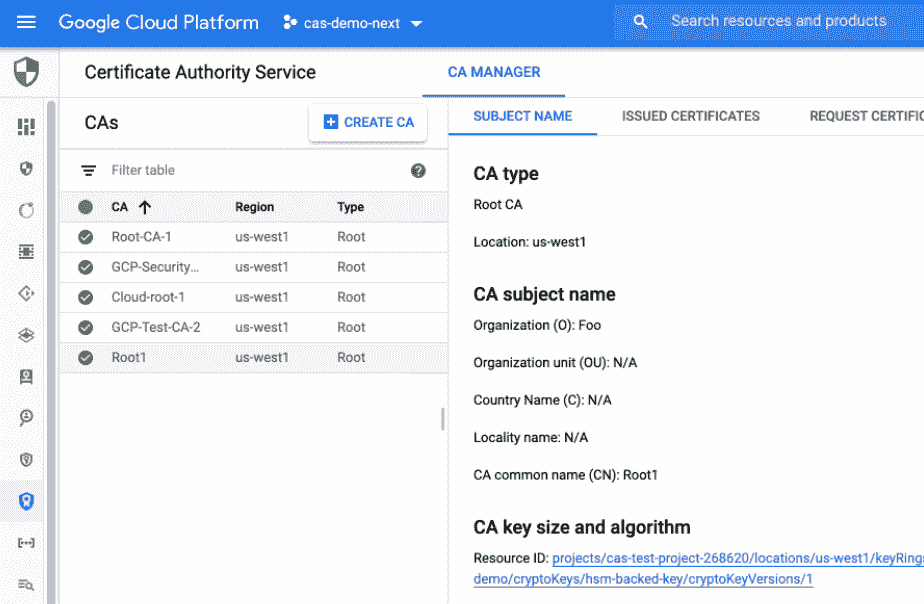 Google Cloud Platform
cas-demo-next
Search resources and products
Certificate Authority Service
CA MANAGER
CAs
CREATE CA
Filter table
CA Region Type
Root-CA-1 us-west1 Root
GCP-Security... us-west1 Root
Cloud-root-1 us-west1 Root
GCP-Test-CA-2 us-west1 Root
Root1 us-west1 Root
SUBJECT NAME ISSUED CERTIFICATES REQUEST CERTIFIC
CA type
Root CA
Location: us-west1
CA subject name
Organization (O): Foo
Organization unit (OU): N/A
Country Name (C): N/A
Locality name: N/A
CA common name (CN): Root1
CA key size and algorithm
Resource ID: projects/cas-test-project-268620/locations/us-west1/keyRings
demo/cryptoKeys/hsm-backed-key/cryptoKeyVersions/1